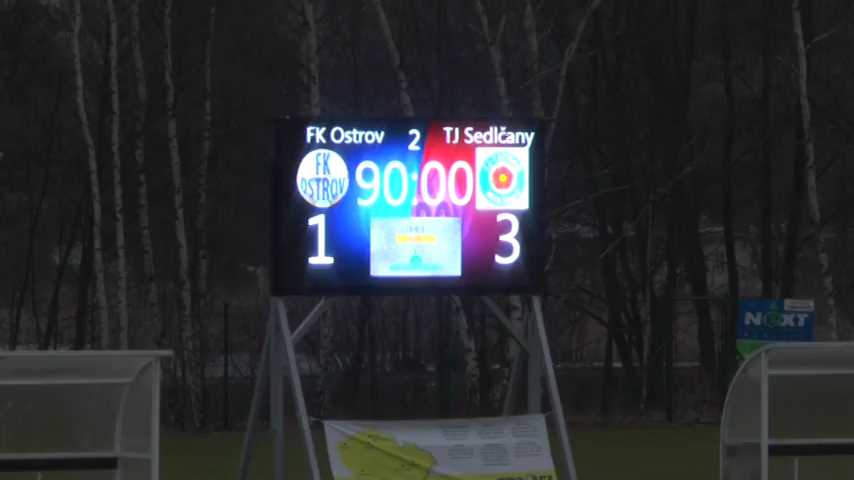 FK Ostrov 2 TJ Sedlčany
FK
OSTROV
90:00
1 3
NEXT